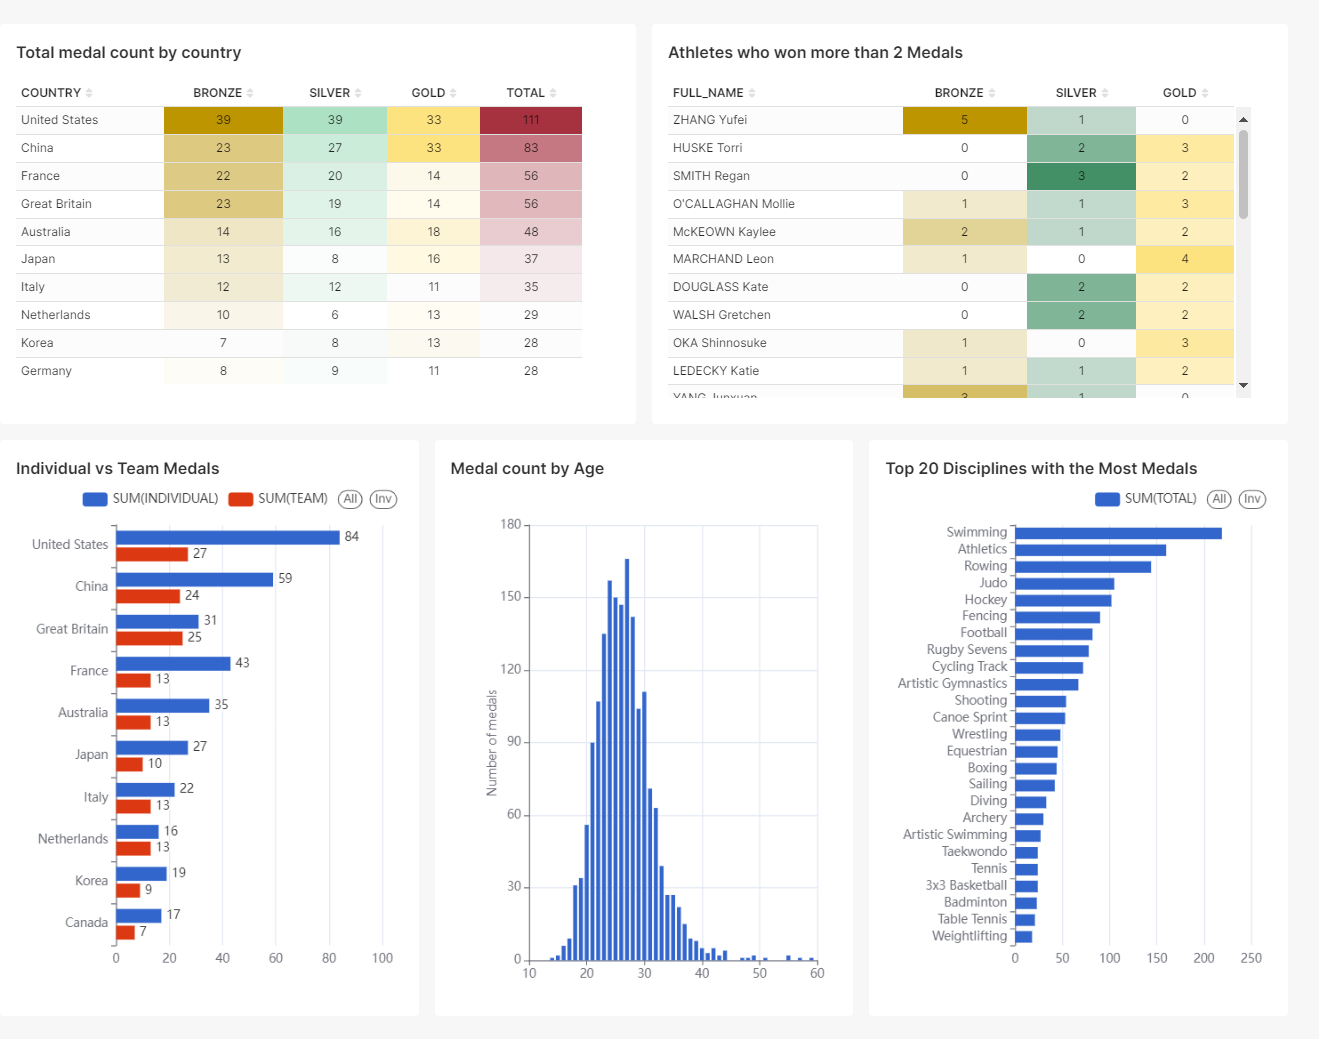 Total medal count by country
COUNTRY BRONZE SILVER GOLD TOTAL
United States 39 39 33 111
China 23 27 33 83
France 22 20 14 56
Great Britain 23 19 14 56
Australia 14 16 18 48
Japan 13 8 16 37
Italy 12 12 11 35
Netherlands 10 6 13 29
Korea 7 8 13 28
Germany 8 9 11 28
Athletes who won more than 2 Medals
FULL_NAME BRONZE SILVER GOLD
ZHANG Yufei 5 1 0
HUSKE Torri 0 2 3
SMITH Regan 0 3 2
O'CALLAGHAN Mollie 1 1 3
McKEOWN Kaylee 2 1 2
MARCHAND Leon 1 0 4
DOUGLASS Kate 0 2 2
WALSH Gretchen 0 2 2
OKA Shinnosuke 1 0 3
LEDECKY Katie 1 1 2
YANG Junxuan 3 1 0
Individual vs Team Medals
SUM(INDIVIDUAL) SUM(TEAM) All Inv
United States 84
27
China 59
24
Great Britain 31
25
France 43
13
Australia 35
13
Japan 27
10
Italy 22
13
Netherlands 16
13
Korea 19
9
Canada 17
7
0 20 40 60 80 100
Medal count by Age
Number of medals
180
150
120
90
60
30
0
10 20 30 40 50 60
Top 20 Disciplines with the Most Medals
SUM(TOTAL) All Inv
Swimming
Athletics
Rowing
Judo
Hockey
Fencing
Football
Rugby Sevens
Cycling Track
Artistic Gymnastics
Shooting
Canoe Sprint
Wrestling
Equestrian
Boxing
Sailing
Diving
Archery
Artistic Swimming
Taekwondo
Tennis
3x3 Basketball
Badminton
Table Tennis
Weightlifting
0 50 100 150 200 250